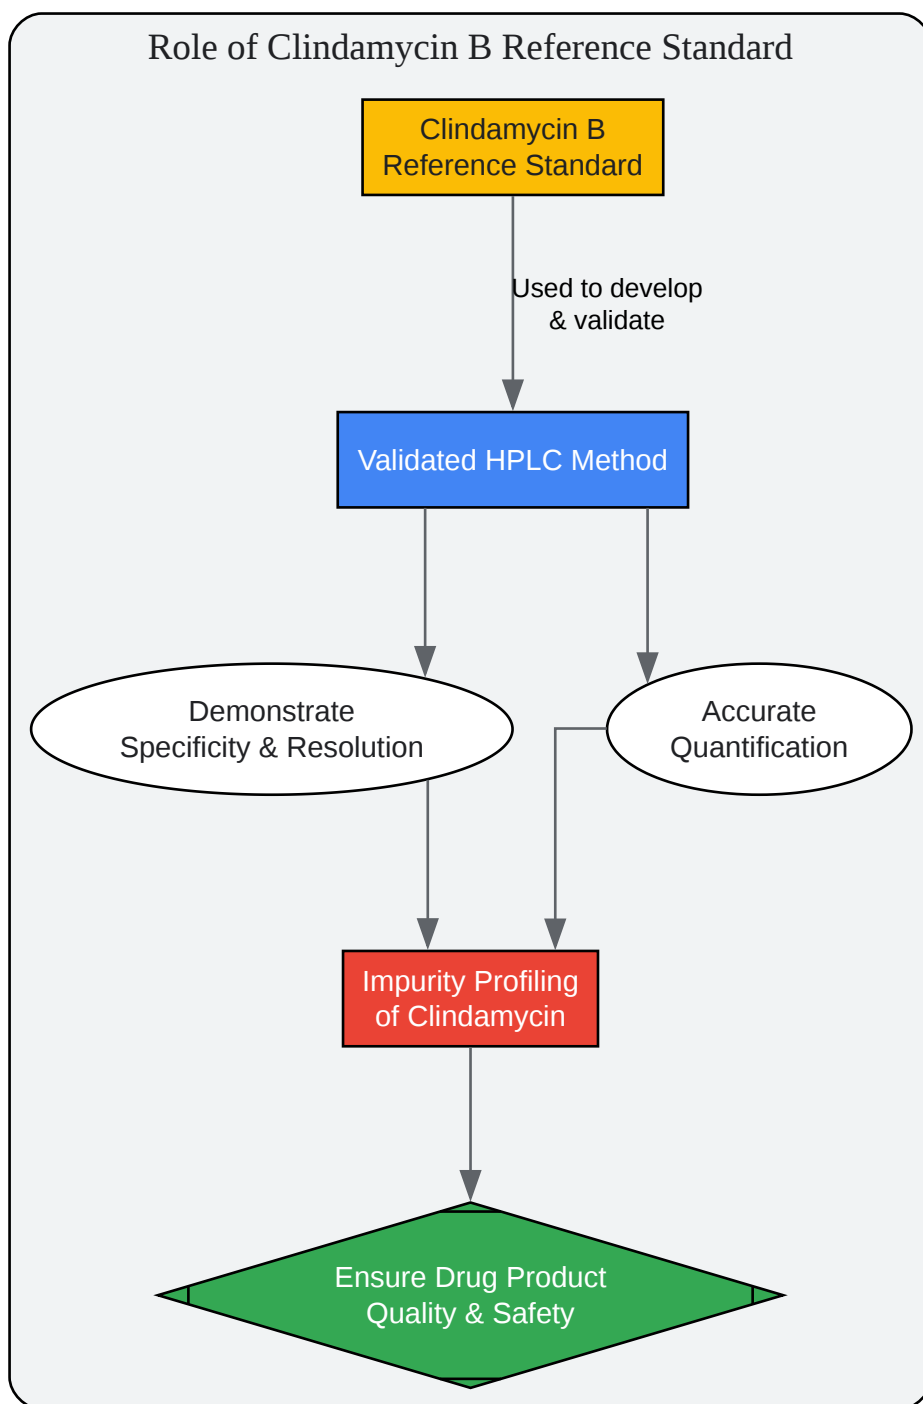 Role of Clindamycin B Reference Standard
Clindamycin B
Reference Standard
Used to develop
& validate
Validated HPLC Method
Demonstrate
Specificity & Resolution
Accurate
Quantification
Impurity Profiling
of Clindamycin
Ensure Drug Product
Quality & Safety